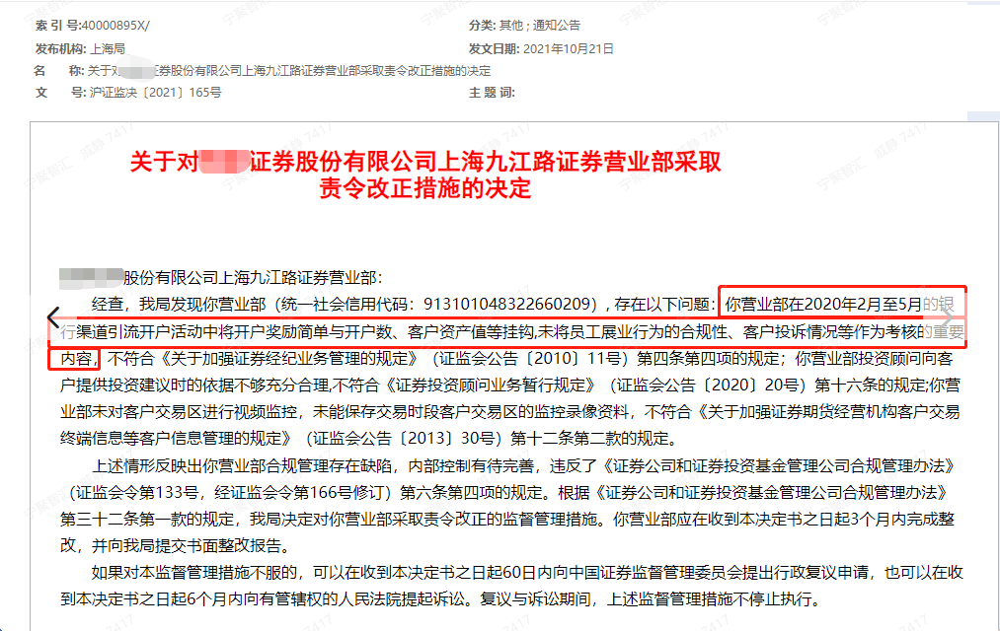 索 引 号:40000895X/ 分类: 其他 ; 通知公告
发布机构: 上海局 发文日期: 2021年10月21日
名 称: 关于对 证券股份有限公司上海九江路证券营业部采取责令改正措施的决定
文 号: 沪证监决〔2021〕165号 主 题 词:
关于对 证券股份有限公司上海九江路证券营业部采取
责令改正措施的决定
股份有限公司上海九江路证券营业部：
经查，我局发现你营业部（统一社会信用代码：913101048322660209）, 存在以下问题：你营业部在2020年2月至5月的银
行渠道引流开户活动中将开户奖励简单与开户数、客户资产值等挂钩,未将员工展业行为的合规性、客户投诉情况等作为考核的重要
内容，不符合《关于加强证券经纪业务管理的规定》（证监会公告〔2010〕11号）第四条第四项的规定；你营业部投资顾问向客
户提供投资建议时的依据不够充分合理,不符合《证券投资顾问业务暂行规定》（证监会公告〔2020〕20号）第十六条的规定;你营
业部未对客户交易区进行视频监控，未能保存交易时段客户交易区的监控录像资料，不符合《关于加强证券期货经营机构客户交易
终端信息等客户信息管理的规定》（证监会公告〔2013〕30号）第十二条第二款的规定。
上述情形反映出你营业部合规管理存在缺陷，内部控制有待完善，违反了《证券公司和证券投资基金管理公司合规管理办法》
（证监会令第133号，经证监会令第166号修订）第六条第四项的规定。根据《证券公司和证券投资基金管理公司合规管理办法》
第三十二条第一款的规定，我局决定对你营业部采取责令改正的监督管理措施。你营业部应在收到本决定书之日起3个月内完成整
改，并向我局提交书面整改报告。
如果对本监督管理措施不服的，可以在收到本决定书之日起60日内向中国证券监督管理委员会提出行政复议申请，也可以在收
到本决定书之日起6个月内向有管辖权的人民法院提起诉讼。复议与诉讼期间，上述监督管理措施不停止执行。